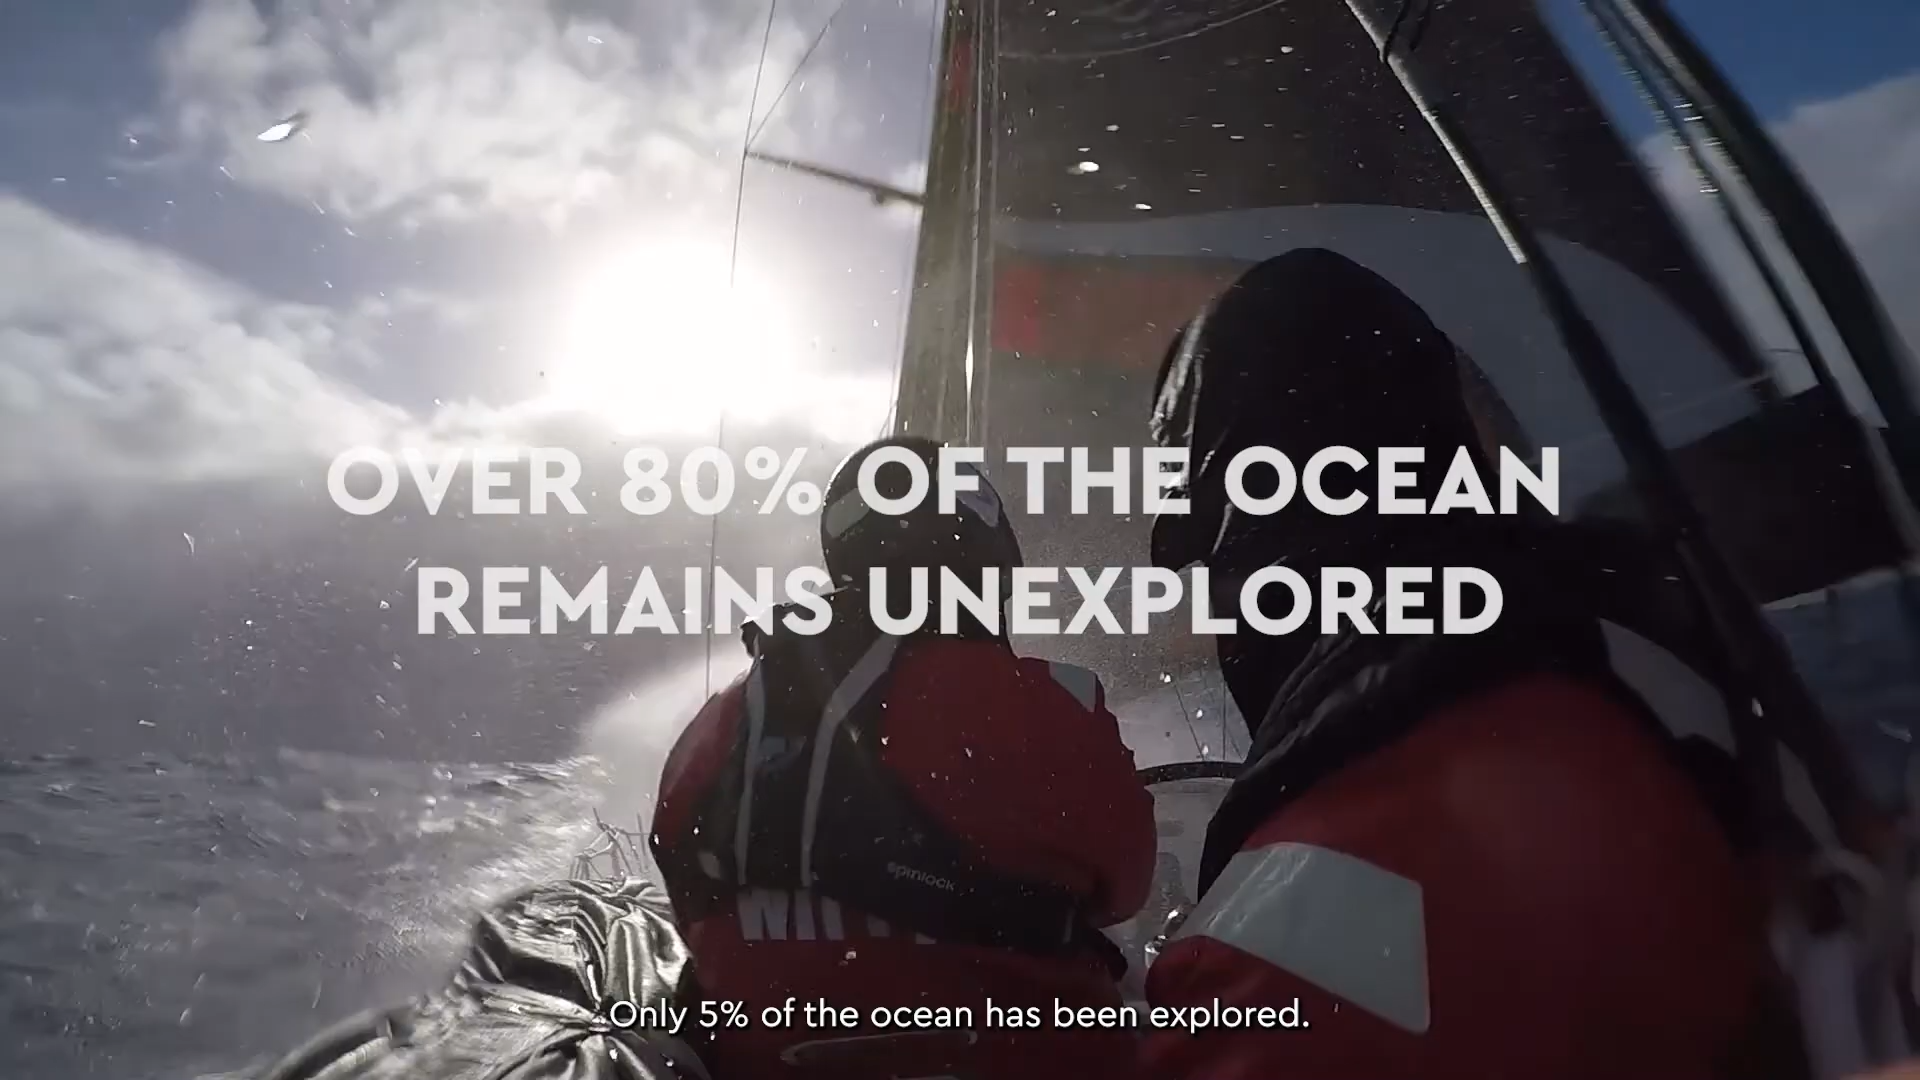 OVER 80% OF THE OCEAN
REMAINS UNEXPLORED
spinlock
Only 5% of the ocean has been explored.